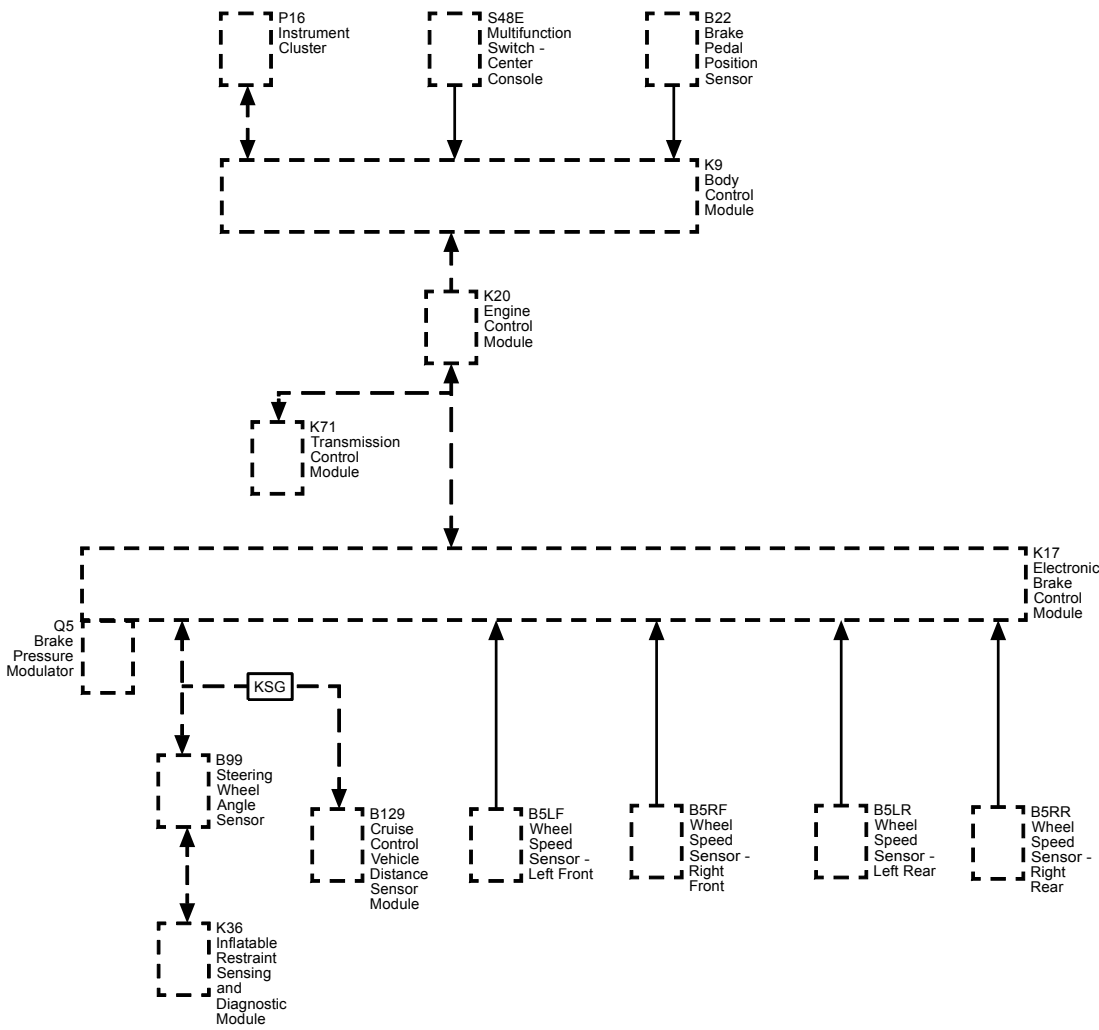 P16
Instrument
Cluster
S48E
Multifunction
Switch -
Center
Console
B22
Brake
Pedal
Position
Sensor
K9
Body
Control
Module
K20
Engine
Control
Module
K71
Transmission
Control
Module
K17
Electronic
Brake
Control
Module
Q5
Brake
Pressure
Modulator
KSG
B99
Steering
Wheel
Angle
Sensor
B129
Cruise
Control
Vehicle
Distance
Sensor
Module
B5LF
Wheel
Speed
Sensor -
Left Front
B5RF
Wheel
Speed
Sensor -
Right
Front
B5LR
Wheel
Speed
Sensor -
Left Rear
B5RR
Wheel
Speed
Sensor -
Right
Rear
K36
Inflatable
Restraint
Sensing
and
Diagnostic
Module